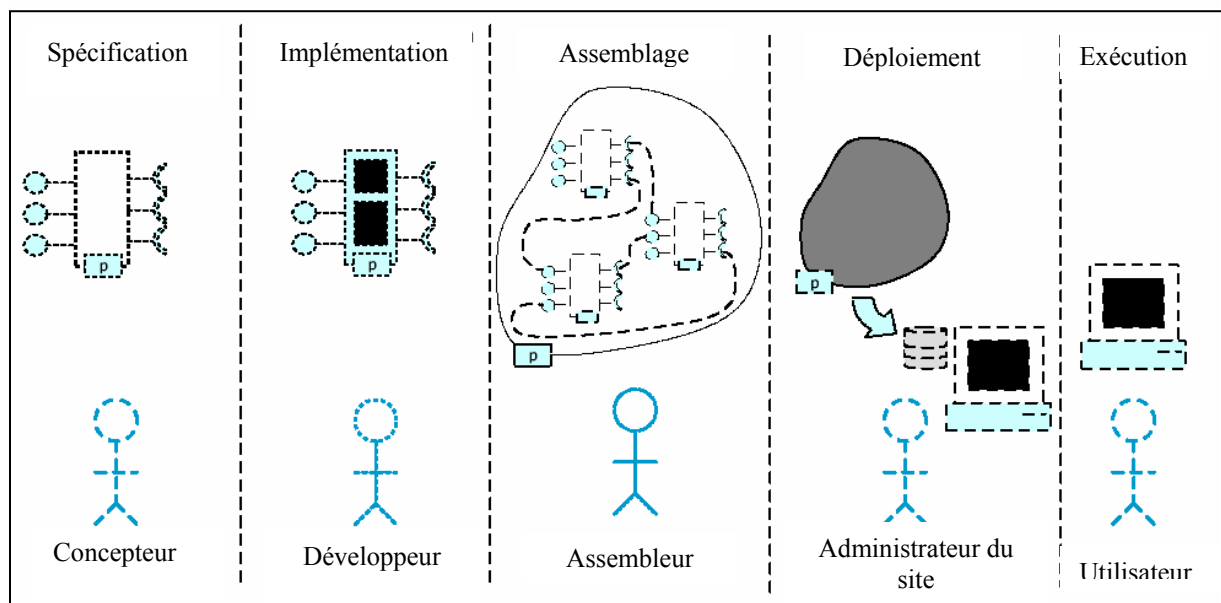 Spécification
Implémentation
Assemblage
Déploiement
Exécution
p
p
p
p
Concepteur
Développeur
Assembleur
Administrateur du
site
Utilisateur